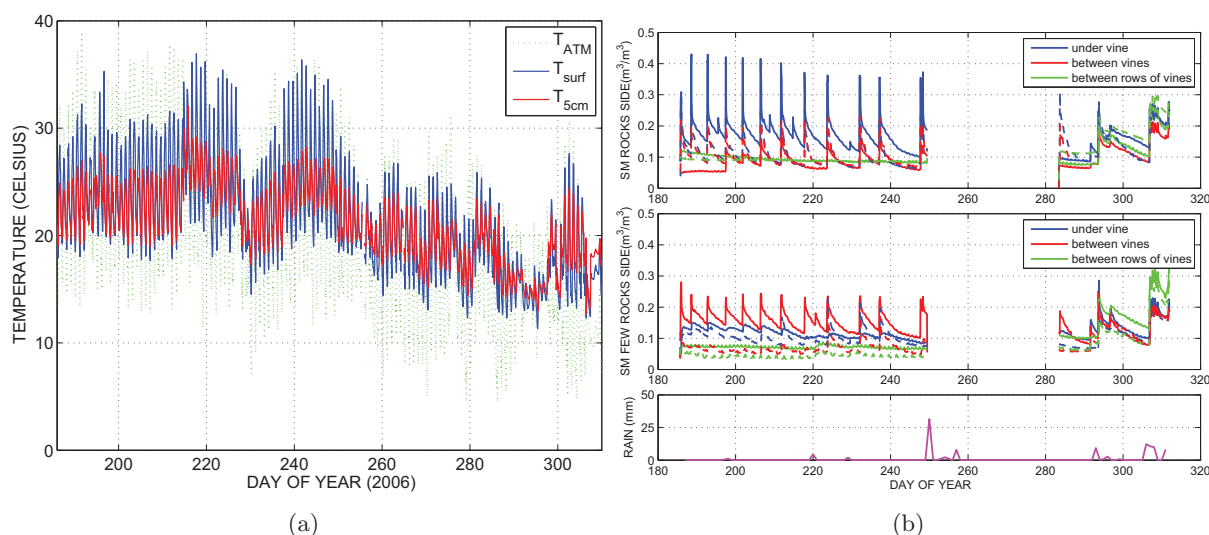 40
30
20
10
0
T_ATM
T_surf
T_5cm
TEMPERATURE (CELSIUS)
200 220 240 260 280 300
DAY OF YEAR (2006)
(a)
SM ROCKS SIDE(m³/m³)
0.5
0.4
0.3
0.2
0.1
0
under vine
between vines
between rows of vines
180 200 220 240 260 280 300 320
SM FEW ROCKS SIDE(m³/m³)
0.5
0.4
0.3
0.2
0.1
0
under vine
between vines
between rows of vines
180 200 220 240 260 280 300 320
RAIN (mm)
50
25
0
180 200 220 240 260 280 300 320
DAY OF YEAR
(b)